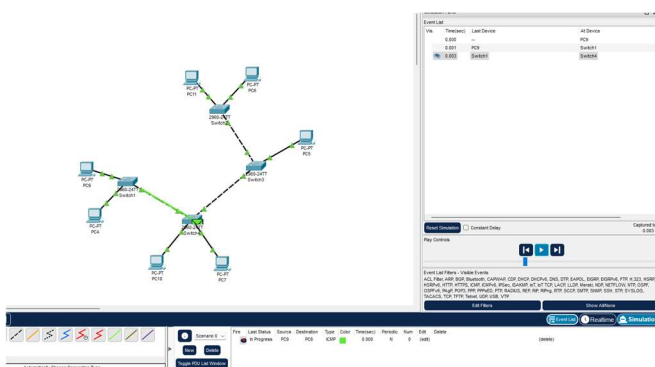 Event List
Vis. Time(sec) Last Device At Device
0.000 -- PC9
0.001 PC9 Switch1
0.003 Switch1 Switch4
PC-PT
PC11
PC-PT
PC8
2960-24TT
PC-PT
PC5
2960-24TT
Switch3
PC-PT
2960-24TT
Switch1
PC-PT
PC4
PC-PT
PC10
PC-PT
PC7
Reset Simulation Constant Delay Captured to
0.003
Play Controls
Event List Filters - Visible Events
ACL Filter, ARP, BGP, Bluetooth, CAPWAP, CDP, DHCP, DHCPv6, DNS, DTP, EAPOL, EIGRP, EIGRPv6, FTP, H.323, HSRP,
HSRPv6, HTTP, HTTPS, ICMP, ICMPv6, IPSec, ISAKMP, IoT, IoT TCP, LACP, LLDP, Meraki, NDP, NETFLOW, NTP, OSPF,
OSPFv6, PAgP, POP3, PPP, PPPoED, PTP, RADIUS, REP, RIP, RIPng, RTP, SCCP, SMTP, SNMP, SSH, STP, SYSLOG,
TACACS, TCP, TFTP, Telnet, UDP, USB, VTP
Edit Filters Show All/None
Event List Realtime Simulation
Scenario 0
New Delete
Toggle PDU List Window
Fire Last Status Source Destination Type Color Time(sec) Periodic Num Edit Delete
In Progress PC9 PC8 ICMP 0.000 N 0 (edit) (delete)